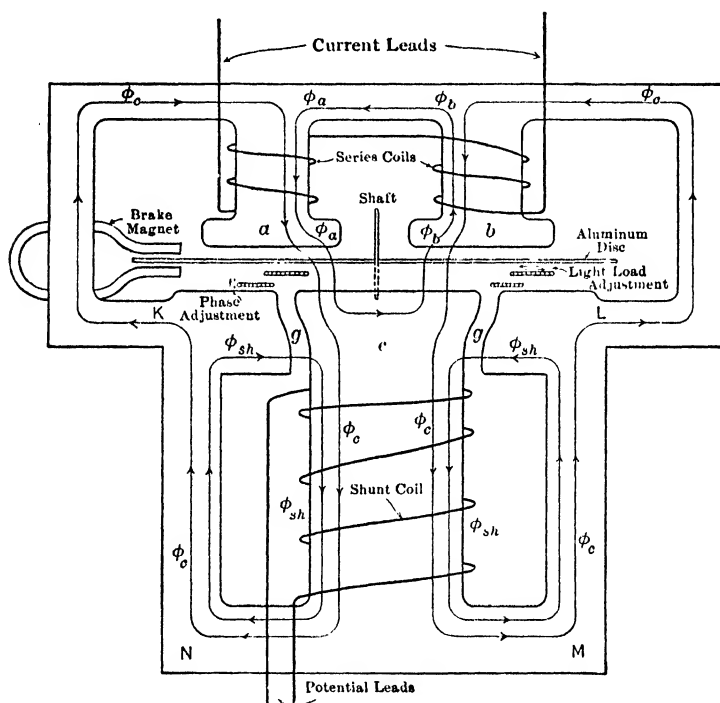 Current Leads
ϕc
ϕa
ϕb
ϕc
Series Coils
Shaft
Brake
Magnet
a
ϕa
ϕb
b
Aluminum
Disc
Light Load
Adjustment
Phase
Adjustment
K
L
g
c
g
ϕsh
ϕsh
ϕc
ϕc
Shunt Coil
ϕsh
ϕsh
ϕc
ϕc
N
M
Potential Leads